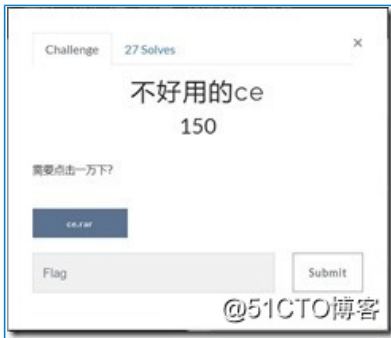 Challenge 27 Solves ×
不好用的ce
150
需要点击一万下?
ce.rar
Flag Submit
@51CTO博客